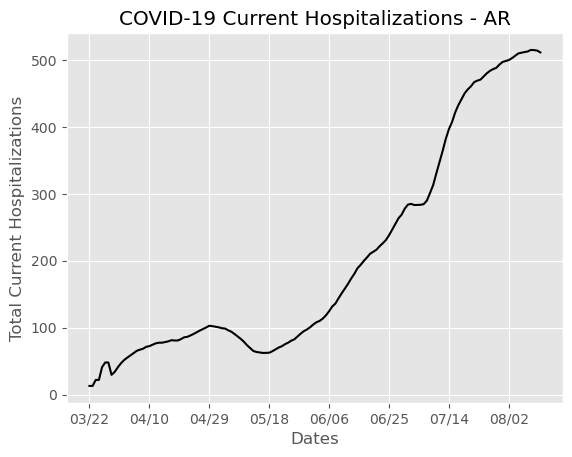 COVID-19 Current Hospitalizations - AR
Total Current Hospitalizations
500
400
300
200
100
0
03/22 04/10 04/29 05/18 06/06 06/25 07/14 08/02
Dates